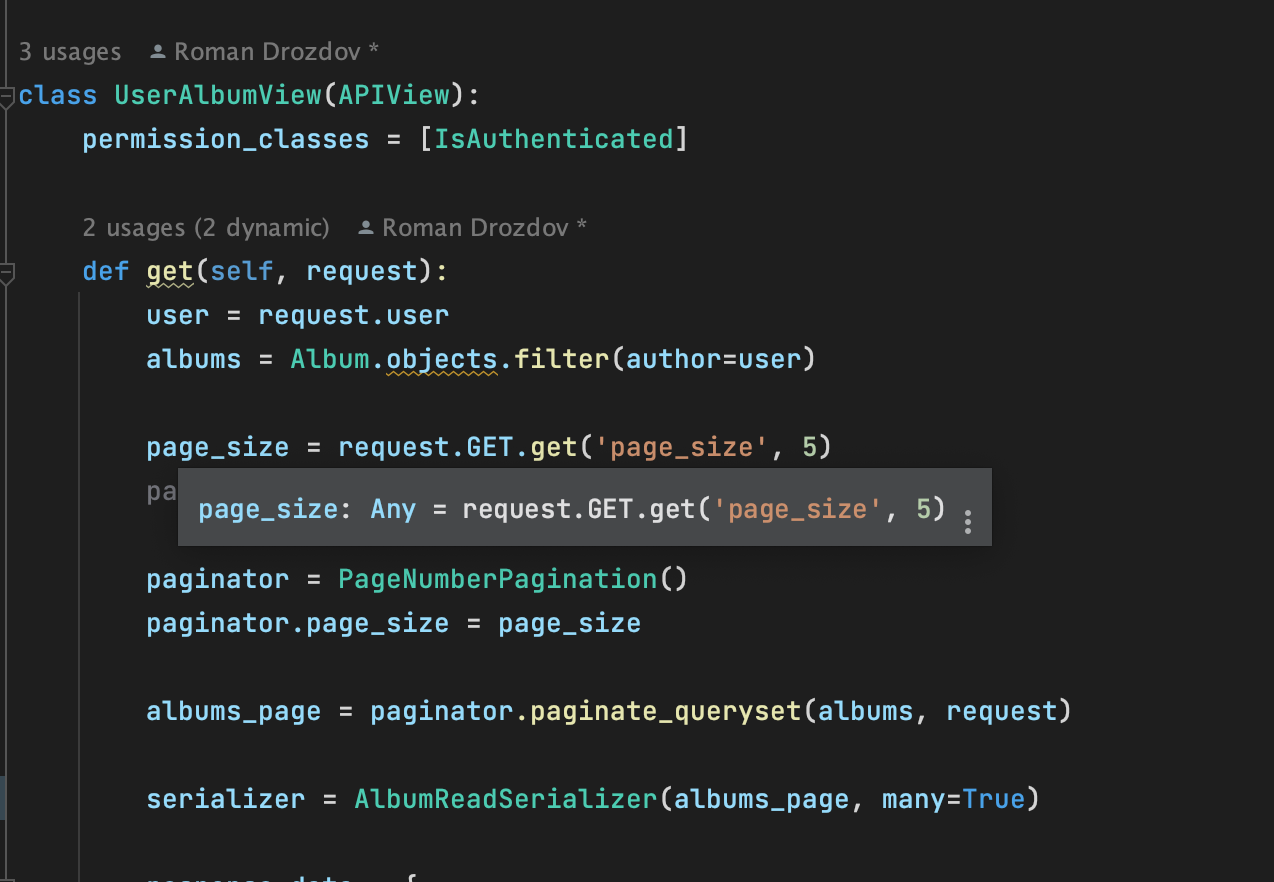 3 usages Roman Drozdov *
class UserAlbumView(APIView):
permission_classes = [IsAuthenticated]
2 usages (2 dynamic) Roman Drozdov *
def get(self, request):
user = request.user
albums = Album.objects.filter(author=user)
page_size = request.GET.get('page_size', 5)
pa
page_size: Any = request.GET.get('page_size', 5)
paginator = PageNumberPagination()
paginator.page_size = page_size
albums_page = paginator.paginate_queryset(albums, request)
serializer = AlbumReadSerializer(albums_page, many=True)